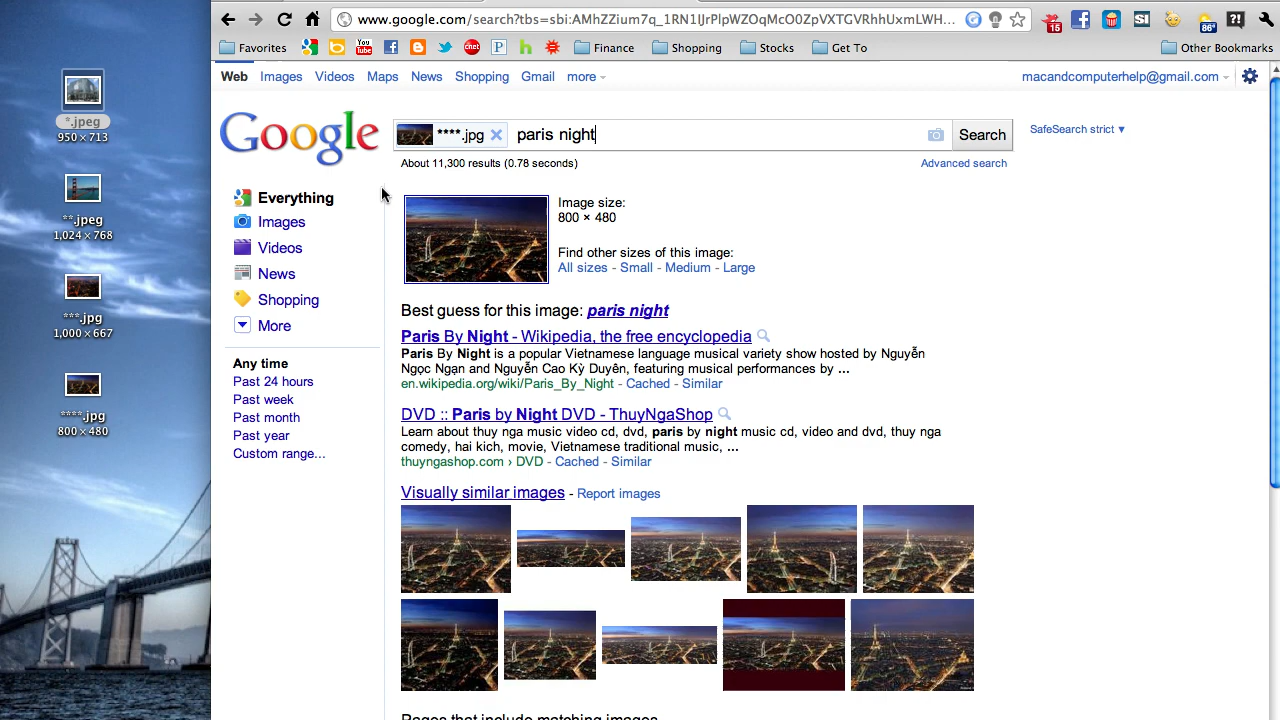 www.google.com/search?tbs=sbi:AMhZZium7q_1RN1IJrPlpWZOqMcO0ZpVXTGVRhhUxmLWH...
15
SI
86°
?!
Favorites
You Tube
cnet
P
h
Finance
Shopping
Stocks
Get To
Other Bookmarks
Web Images Videos Maps News Shopping Gmail more
macandcomputerhelp@gmail.com
Google
****.jpg paris night
Search
SafeSearch strict ▼
About 11,300 results (0.78 seconds)
Advanced search
Everything
Images
Videos
News
Shopping
More
Any time
Past 24 hours
Past week
Past month
Past year
Custom range...
Image size:
800 × 480
Find other sizes of this image:
All sizes - Small - Medium - Large
Best guess for this image: paris night
Paris By Night - Wikipedia, the free encyclopedia
Paris By Night is a popular Vietnamese language musical variety show hosted by Nguyễn
Ngọc Ngạn and Nguyễn Cao Kỳ Duyên, featuring musical performances by ...
en.wikipedia.org/wiki/Paris_By_Night - Cached - Similar
DVD :: Paris by Night DVD - ThuyNgaShop
Learn about thuy nga music video cd, dvd, paris by night music cd, video and dvd, thuy nga
comedy, hai kich, movie, Vietnamese traditional music, ...
thuyngashop.com › DVD - Cached - Similar
Visually similar images - Report images
Pages that include matching images
*.jpeg
950 × 713
**.jpeg
1,024 × 768
***.jpg
1,000 × 667
****.jpg
800 × 480